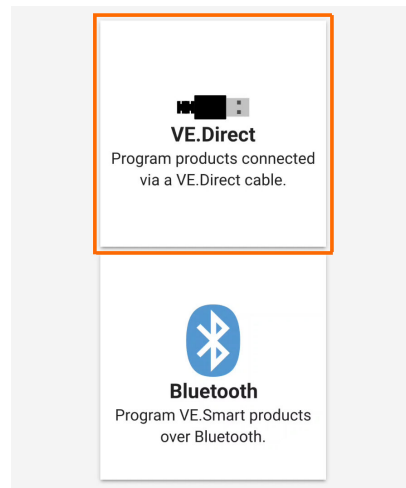 VE.Direct
Program products connected
via a VE.Direct cable.
Bluetooth
Program VE.Smart products
over Bluetooth.